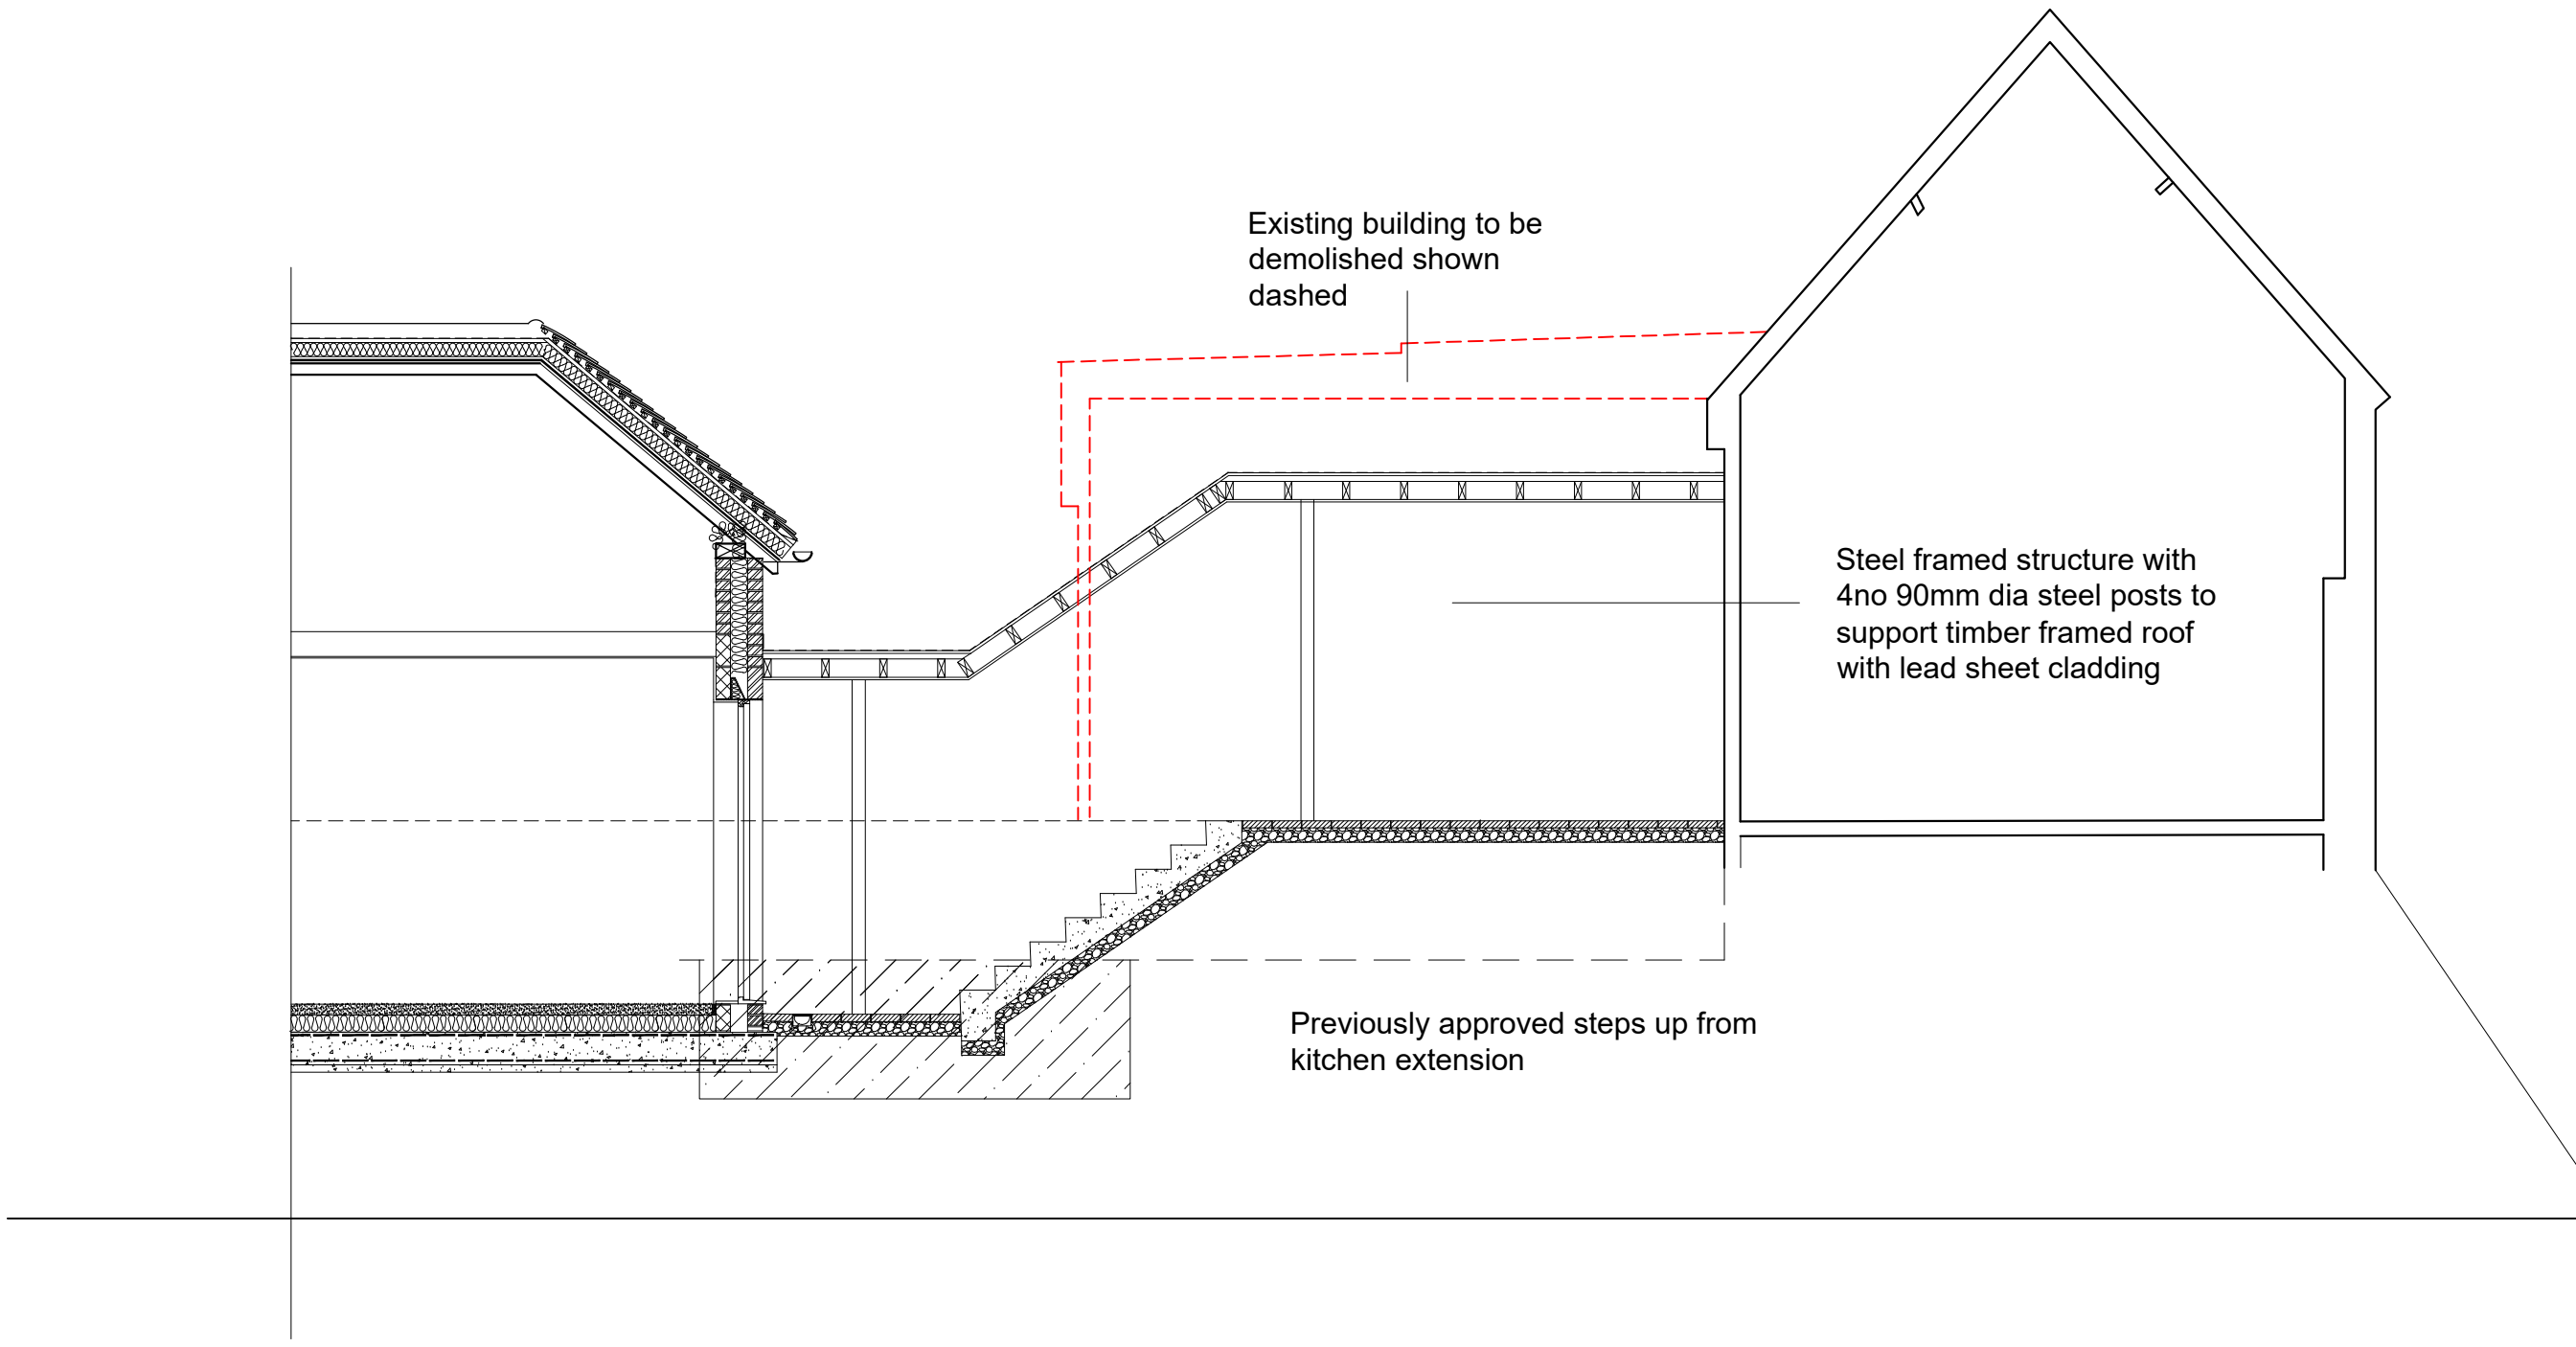 Existing building to be
demolished shown
dashed
Steel framed structure with
4no 90mm dia steel posts to
support timber framed roof
with lead sheet cladding
Previously approved steps up from
kitchen extension